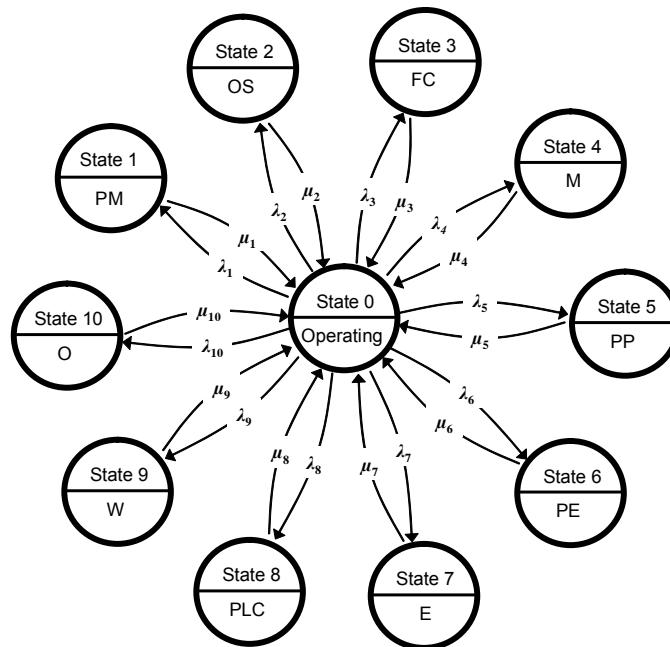 State 2
OS
State 3
FC
State 1
PM
State 4
M
μ2
λ2
λ3
μ3
λ4
μ4
μ1
λ1
State 0
Operating
State 10
O
μ10
λ10
λ5
μ5
State 5
PP
μ9
λ9
λ6
μ6
μ8
λ8
μ7
λ7
State 9
W
State 6
PE
State 8
PLC
State 7
E